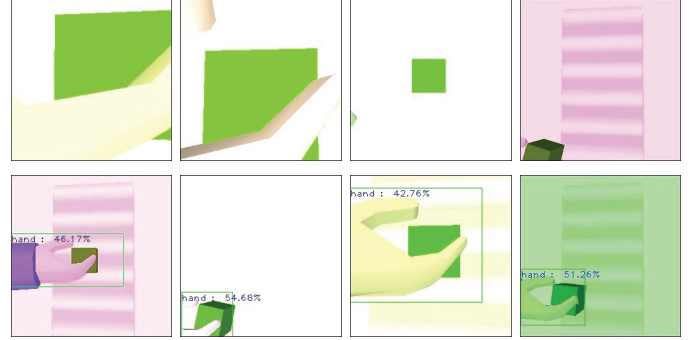 hand : 46.17%
hand : 54.68%
hand : 42.76%
hand : 51.26%